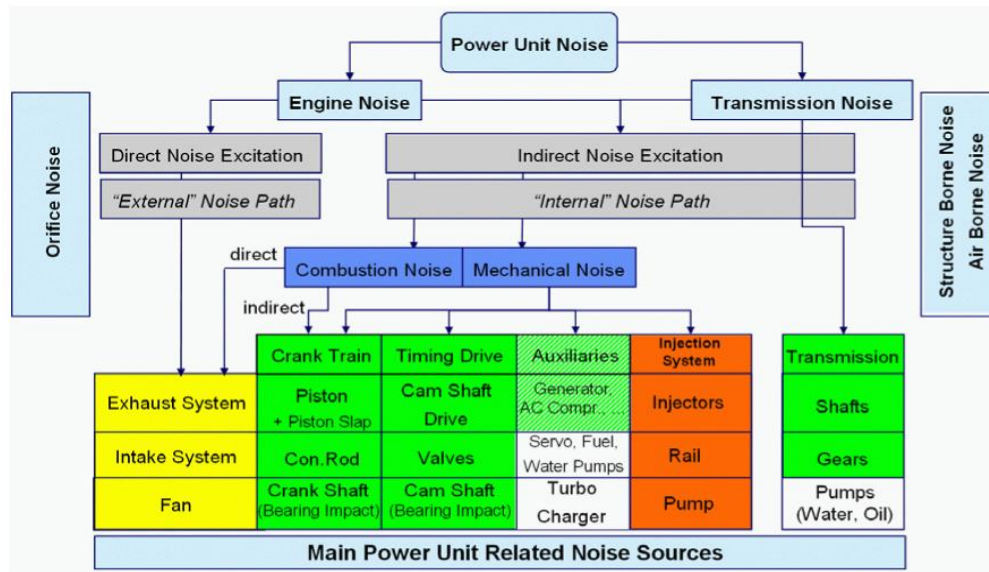 Power Unit Noise
Engine Noise
Transmission Noise
Orifice Noise
Structure Borne Noise
Air Borne Noise
Direct Noise Excitation
Indirect Noise Excitation
“External” Noise Path
“Internal” Noise Path
direct
Combustion Noise
Mechanical Noise
indirect
Crank Train
Timing Drive
Auxiliaries
Injection
System
Transmission
Exhaust System
Piston
+ Piston Slap
Cam Shaft
Drive
Generator,
AC Compr., ...
Injectors
Shafts
Intake System
Con.Rod
Valves
Servo, Fuel,
Water Pumps
Rail
Gears
Fan
Crank Shaft
(Bearing Impact)
Cam Shaft
(Bearing Impact)
Turbo
Charger
Pump
Pumps
(Water, Oil)
Main Power Unit Related Noise Sources